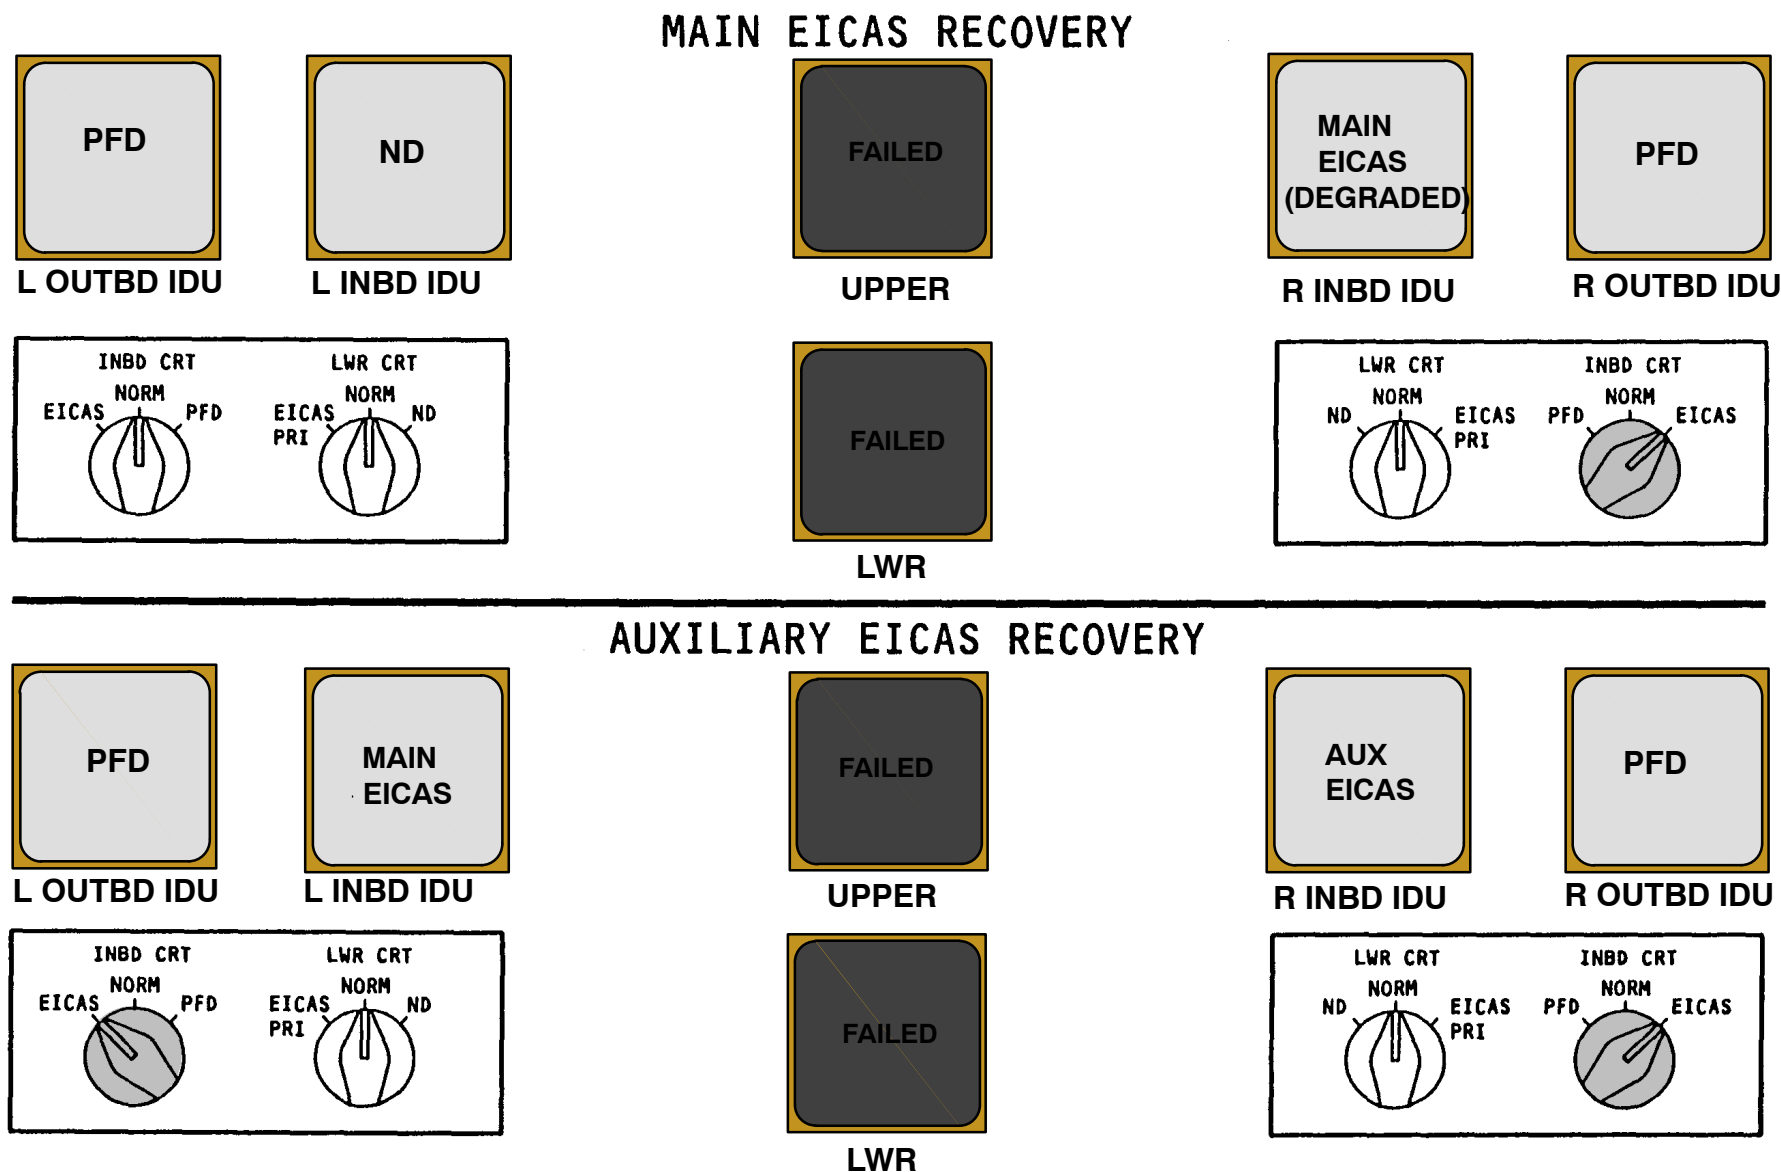 MAIN EICAS RECOVERY
PFD
ND
FAILED
MAIN
EICAS
(DEGRADED)
PFD
L OUTBD IDU
L INBD IDU
UPPER
R INBD IDU
R OUTBD IDU
INBD CRT
NORM
EICAS
PFD
LWR CRT
NORM
EICAS
PRI
ND
FAILED
LWR
LWR CRT
NORM
ND
EICAS
PRI
INBD CRT
NORM
PFD
EICAS
AUXILIARY EICAS RECOVERY
PFD
MAIN
EICAS
FAILED
AUX
EICAS
PFD
L OUTBD IDU
L INBD IDU
UPPER
R INBD IDU
R OUTBD IDU
INBD CRT
NORM
EICAS
PFD
LWR CRT
NORM
EICAS
PRI
ND
FAILED
LWR
LWR CRT
NORM
ND
EICAS
PRI
INBD CRT
NORM
PFD
EICAS